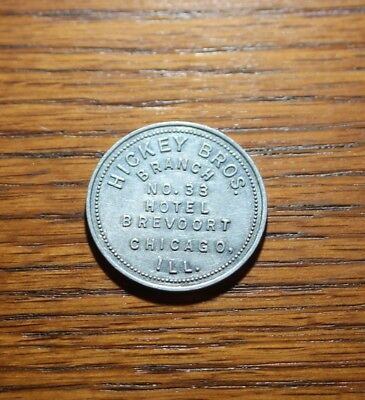 HICKEY BROS.
BRANCH
NO. 33
HOTEL
BREVOORT
CHICAGO,
ILL.